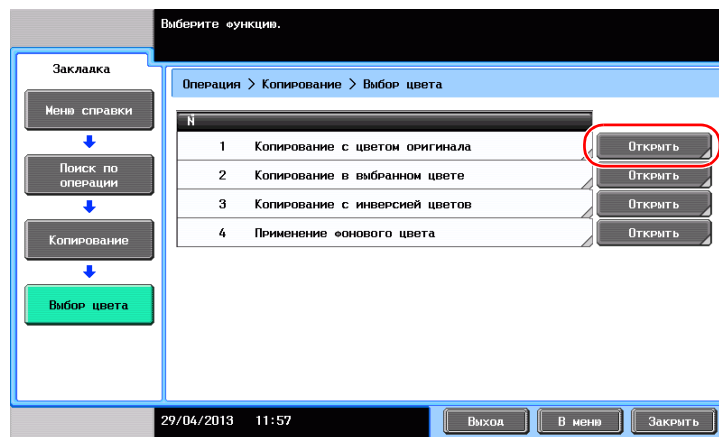 Выберите функцию.
Закладка
Операция > Копирование > Выбор цвета
Меню справки
N
1 Копирование с цветом оригинала Открыть
Поиск по
операции
2 Копирование в выбранном цвете Открыть
3 Копирование с инверсией цветов Открыть
Копирование
4 Применение фонового цвета Открыть
Выбор цвета
29/04/2013 11:57
Выход
В меню
Закрыть